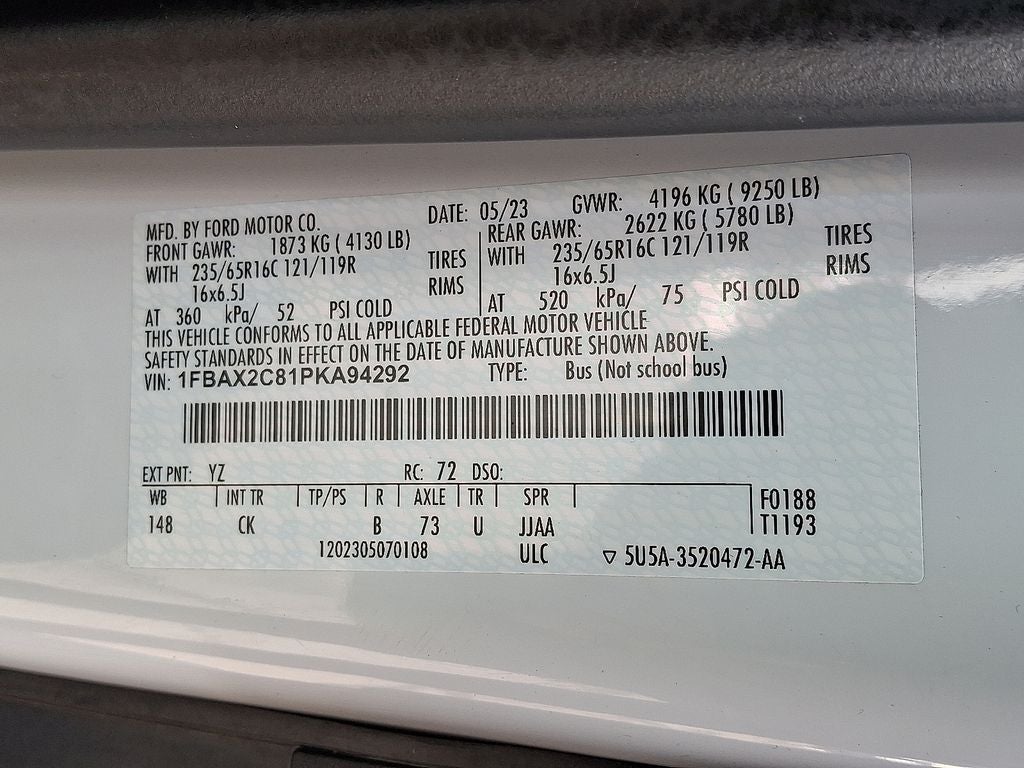 MFD. BY FORD MOTOR CO. DATE: 05/23 GVWR: 4196 KG ( 9250 LB)
FRONT GAWR: 1873 KG ( 4130 LB) REAR GAWR: 2622 KG ( 5780 LB)
WITH 235/65R16C 121/119R TIRES WITH 235/65R16C 121/119R TIRES
16x6.5J RIMS 16x6.5J RIMS
AT 360 kPa/ 52 PSI COLD AT 520 kPa/ 75 PSI COLD
THIS VEHICLE CONFORMS TO ALL APPLICABLE FEDERAL MOTOR VEHICLE
SAFETY STANDARDS IN EFFECT ON THE DATE OF MANUFACTURE SHOWN ABOVE.
VIN: 1FBAX2C81PKA94292 TYPE: Bus (Not school bus)
EXT PNT: YZ RC: 72 DSO:
WB INT TR TP/PS R AXLE TR SPR F0188
148 CK B 73 U JJAA T1193
1202305070108 ULC ▽ 5U5A-3520472-AA